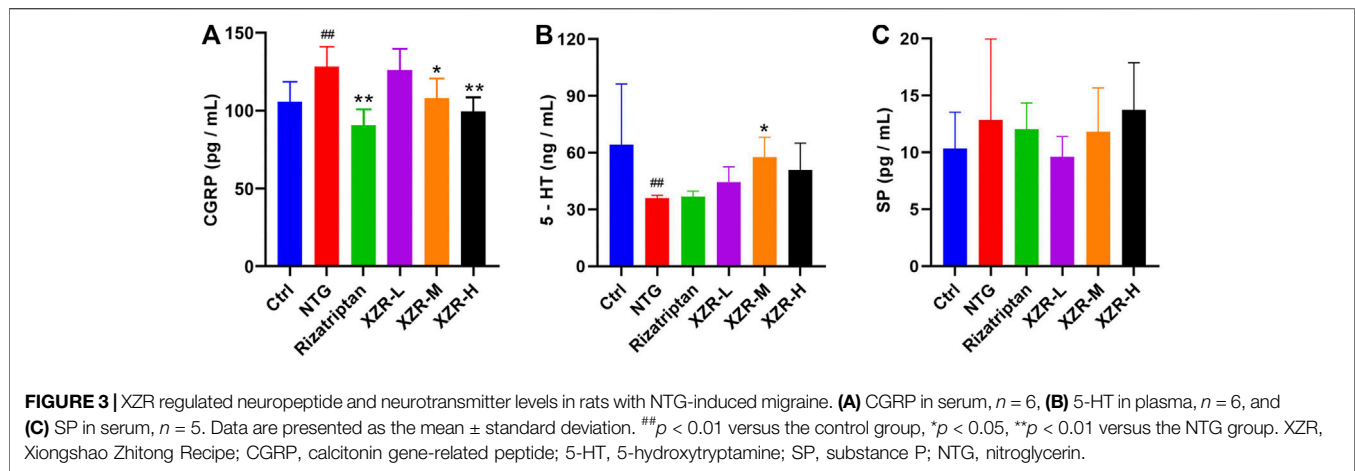 A
CGRP (pg / mL)
150
100
50
0
##
**
*
**
Ctrl
NTG
Rizatriptan
XZR-L
XZR-M
XZR-H
B
5 - HT (ng / mL)
120
90
60
30
0
##
*
Ctrl
NTG
Rizatriptan
XZR-L
XZR-M
XZR-H
C
SP (pg / mL)
20
15
10
5
0
Ctrl
NTG
Rizatriptan
XZR-L
XZR-M
XZR-H
FIGURE 3 | XZR regulated neuropeptide and neurotransmitter levels in rats with NTG-induced migraine. (A) CGRP in serum, n = 6, (B) 5-HT in plasma, n = 6, and
(C) SP in serum, n = 5. Data are presented as the mean ± standard deviation. ##p < 0.01 versus the control group, *p < 0.05, **p < 0.01 versus the NTG group. XZR,
Xiongshao Zhitong Recipe; CGRP, calcitonin gene-related peptide; 5-HT, 5-hydroxytryptamine; SP, substance P; NTG, nitroglycerin.